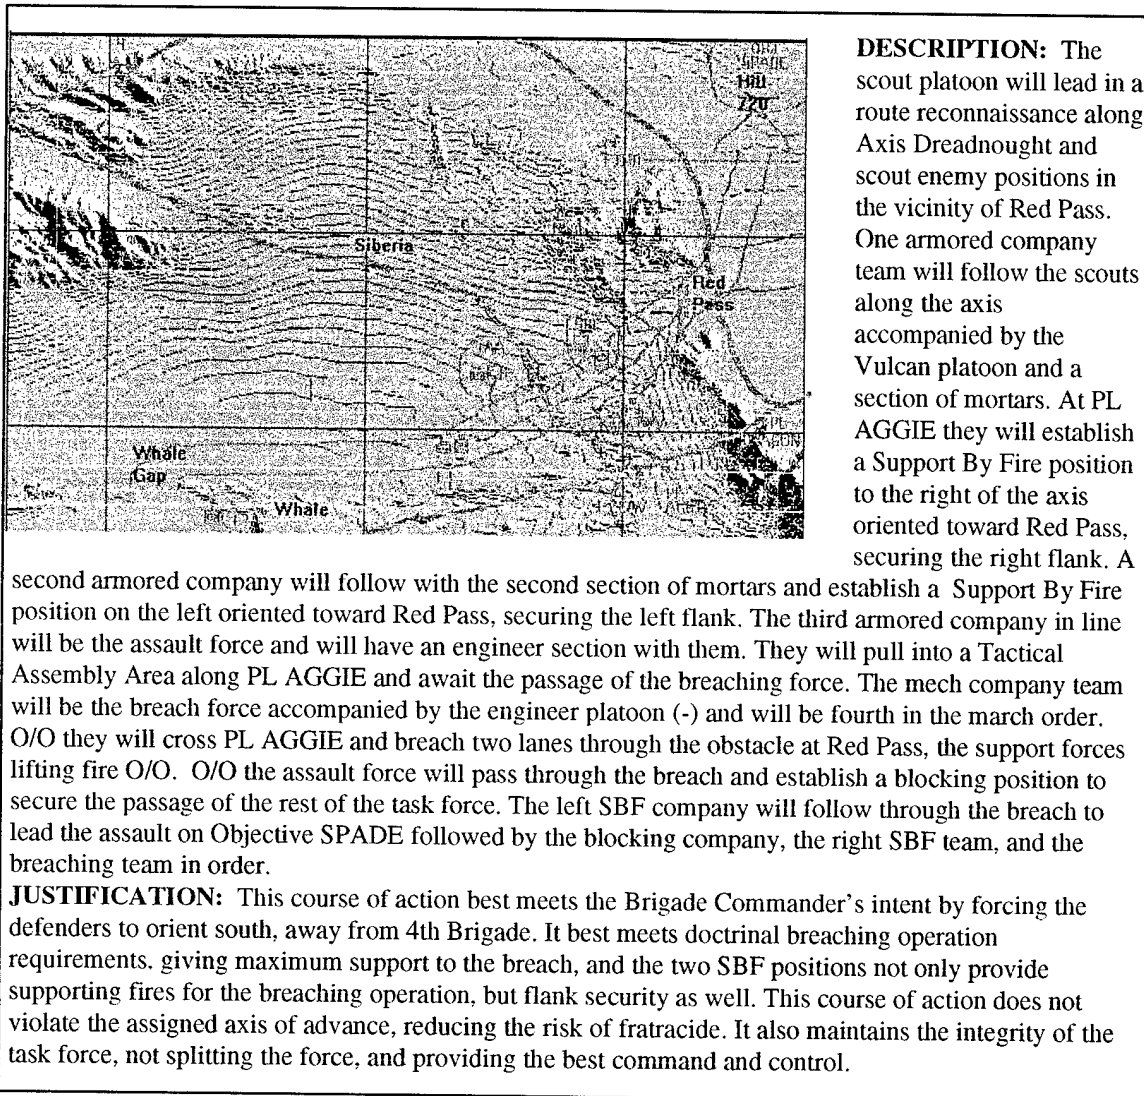 OBJ
SPADE
Hill
720
Siberia
Red
Pass
Whale
Gap
Whale
DESCRIPTION: The
scout platoon will lead in a
route reconnaissance along
Axis Dreadnought and
scout enemy positions in
the vicinity of Red Pass.
One armored company
team will follow the scouts
along the axis
accompanied by the
Vulcan platoon and a
section of mortars. At PL
AGGIE they will establish
a Support By Fire position
to the right of the axis
oriented toward Red Pass,
securing the right flank. A
second armored company will follow with the second section of mortars and establish a Support By Fire
position on the left oriented toward Red Pass, securing the left flank. The third armored company in line
will be the assault force and will have an engineer section with them. They will pull into a Tactical
Assembly Area along PL AGGIE and await the passage of the breaching force. The mech company team
will be the breach force accompanied by the engineer platoon (-) and will be fourth in the march order.
O/O they will cross PL AGGIE and breach two lanes through the obstacle at Red Pass, the support forces
lifting fire O/O. O/O the assault force will pass through the breach and establish a blocking position to
secure the passage of the rest of the task force. The left SBF company will follow through the breach to
lead the assault on Objective SPADE followed by the blocking company, the right SBF team, and the
breaching team in order.
JUSTIFICATION: This course of action best meets the Brigade Commander's intent by forcing the
defenders to orient south, away from 4th Brigade. It best meets doctrinal breaching operation
requirements. giving maximum support to the breach, and the two SBF positions not only provide
supporting fires for the breaching operation, but flank security as well. This course of action does not
violate the assigned axis of advance, reducing the risk of fratracide. It also maintains the integrity of the
task force, not splitting the force, and providing the best command and control.